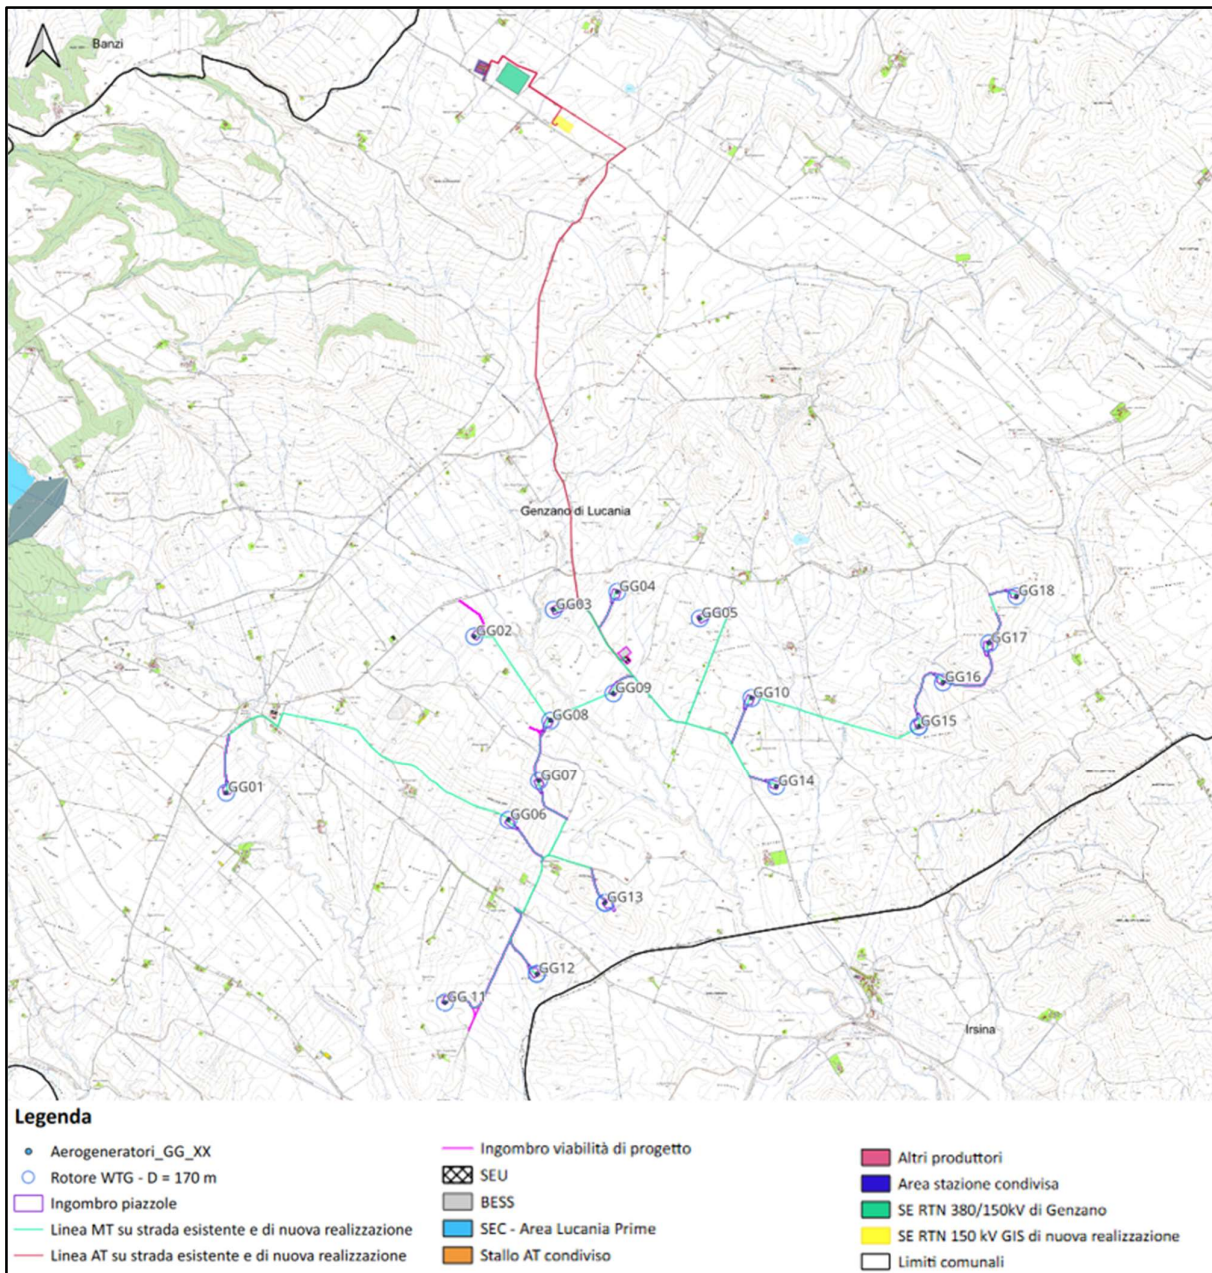 Banzi
Genzano di Lucania
GG04
GG18
GG03
GG05
GG02
GG17
GG16
GG09
GG10
GG08
GG15
GG07
GG14
GG01
GG06
GG13
GG12
GG 11
Irsina
Legenda
Aerogeneratori_GG_XX
Rotore WTG - D = 170 m
Ingombro piazzole
Linea MT su strada esistente e di nuova realizzazione
Linea AT su strada esistente e di nuova realizzazione
Ingombro viabilità di progetto
SEU
BESS
SEC - Area Lucania Prime
Stallo AT condiviso
Altri produttori
Area stazione condivisa
SE RTN 380/150kV di Genzano
SE RTN 150 kV GIS di nuova realizzazione
Limiti comunali